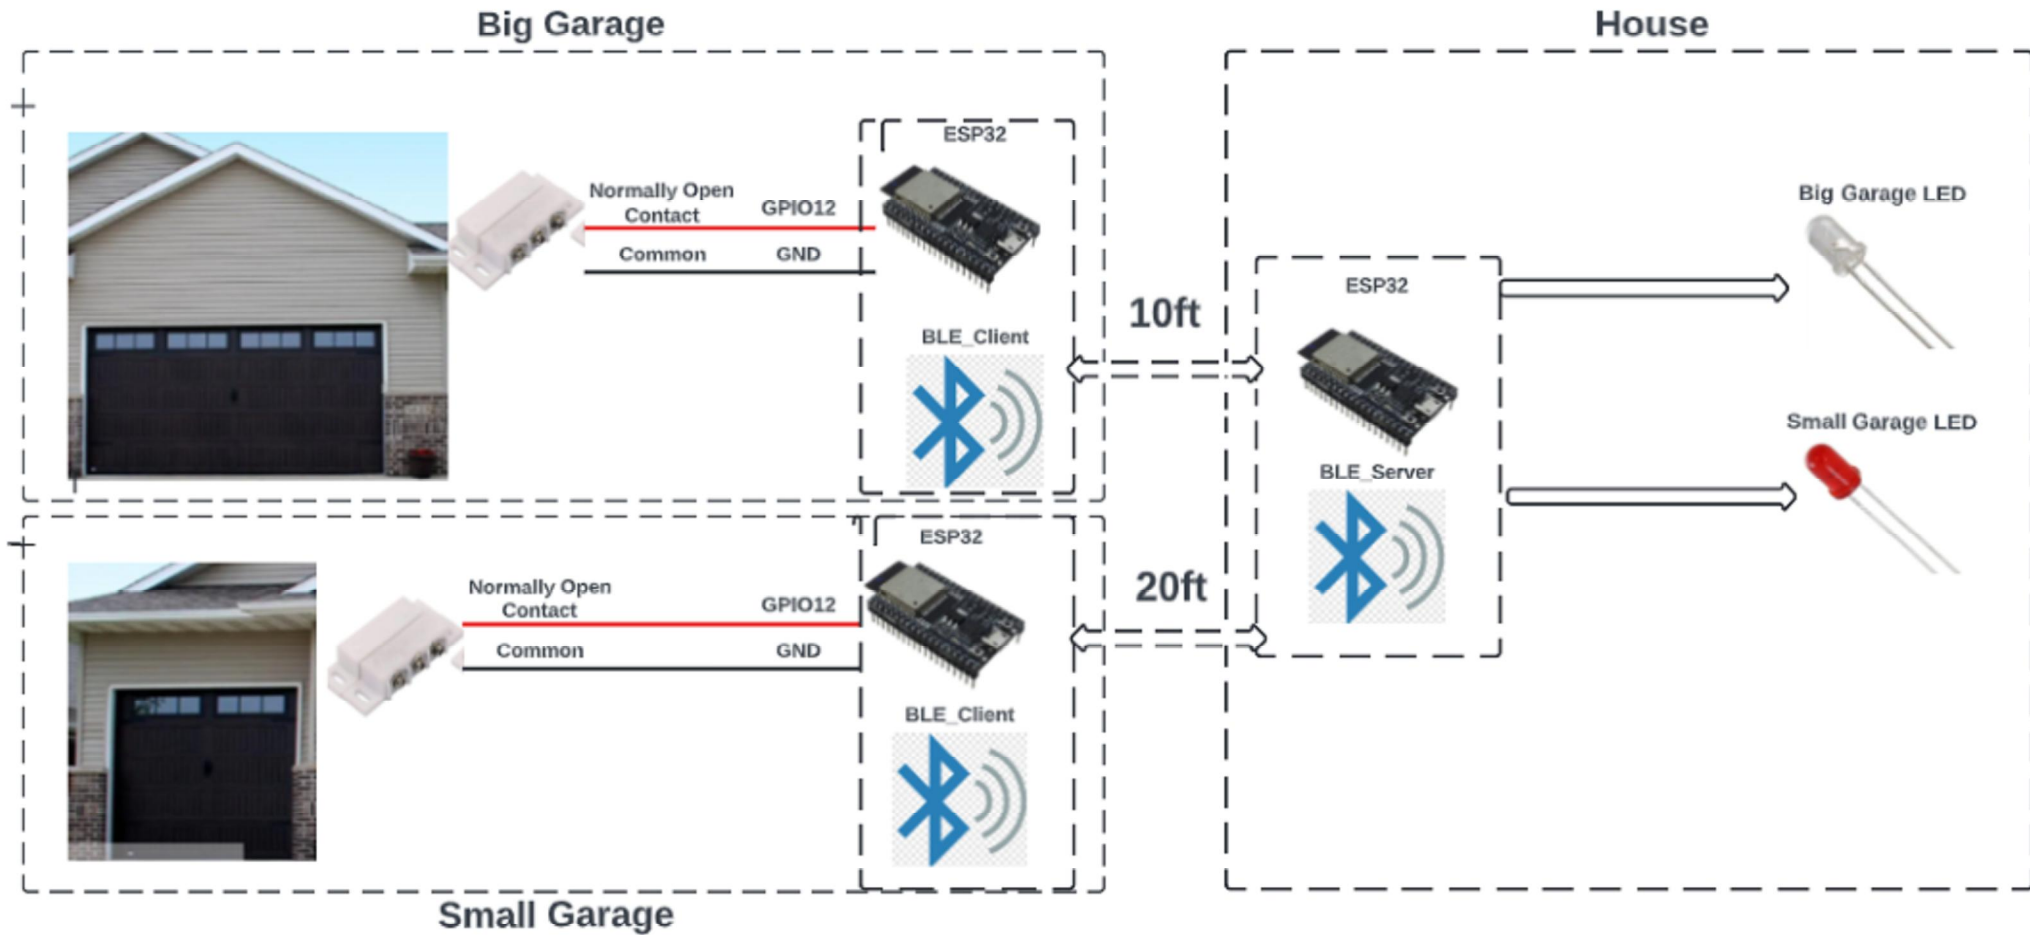 Big Garage
House
ESP32
Normally Open
Contact
GPIO12
Common
GND
BLE_Client
10ft
ESP32
BLE_Server
Big Garage LED
Small Garage LED
ESP32
Normally Open
Contact
GPIO12
Common
GND
BLE_Client
20ft
Small Garage